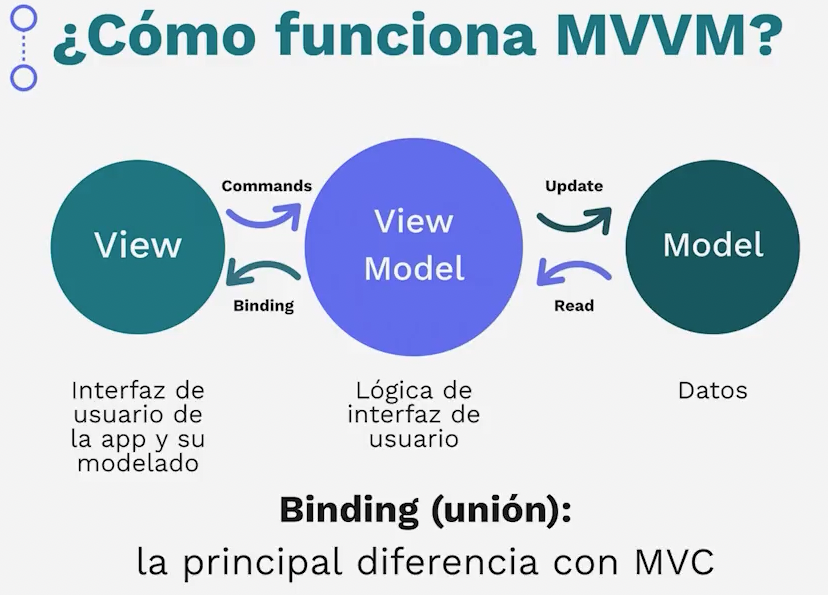 ¿Cómo funciona MVVM?
Commands
Update
View
View
Model
Model
Binding
Read
Interfaz de
usuario de
la app y su
modelado
Lógica de
interfaz de
usuario
Datos
Binding (unión):
la principal diferencia con MVC